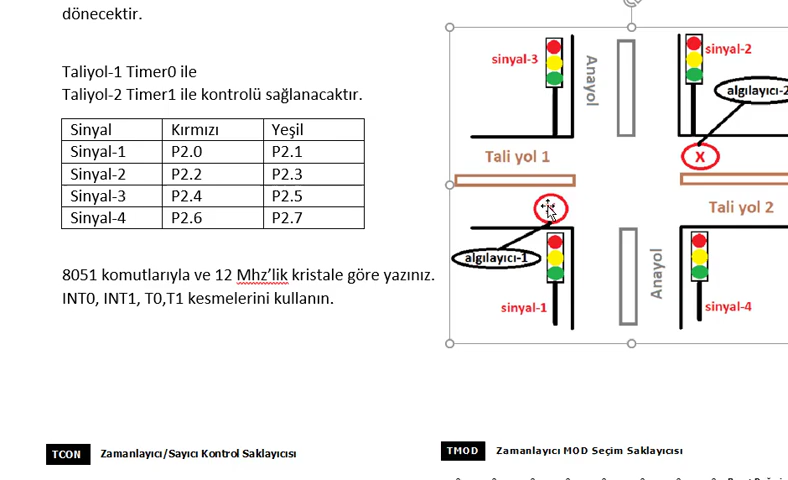 dönecektir.
Taliyol-1 Timer0 ile
Taliyol-2 Timer1 ile kontrolü sağlanacaktır.
Sinyal Kırmızı Yeşil
Sinyal-1 P2.0 P2.1
Sinyal-2 P2.2 P2.3
Sinyal-3 P2.4 P2.5
Sinyal-4 P2.6 P2.7
8051 komutlarıyla ve 12 Mhz’lik kristale göre yazınız.
INT0, INT1, T0,T1 kesmelerini kullanın.
sinyal-3
Anayol
sinyal-2
algılayıcı-2
Tali yol 1
X
Tali yol 2
algılayıcı-1
sinyal-1
Anayol
sinyal-4
TCON Zamanlayıcı/Sayıcı Kontrol Saklayıcısı
TMOD Zamanlayıcı MOD Seçim Saklayıcısı